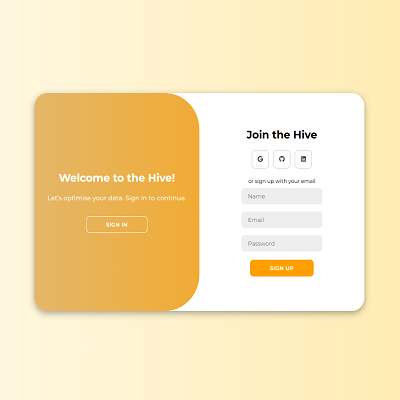 Welcome to the Hive!
Let's optimise your data. Sign in to continue.
SIGN IN
Join the Hive
G
or sign up with your email
Name
Email
Password
SIGN UP